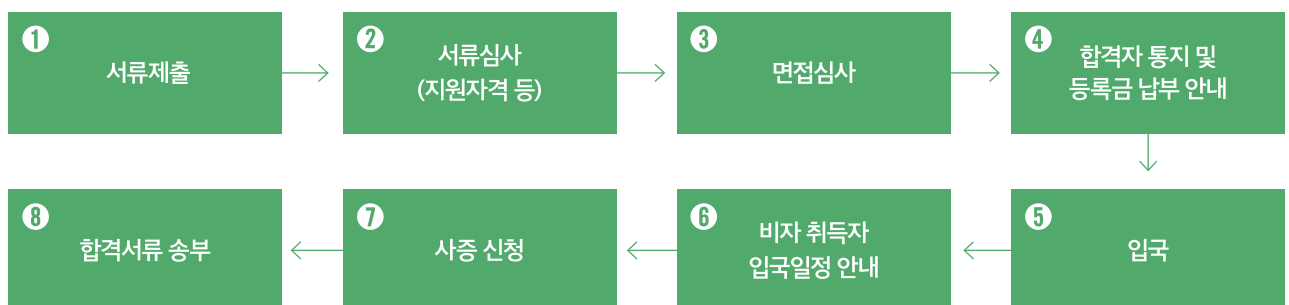 1
서류제출
2
서류심사
(지원자격 등)
3
면접심사
4
합격자 통지 및
등록금 납부 안내
5
입국
6
비자 취득자
입국일정 안내
7
사증 신청
8
합격서류 송부